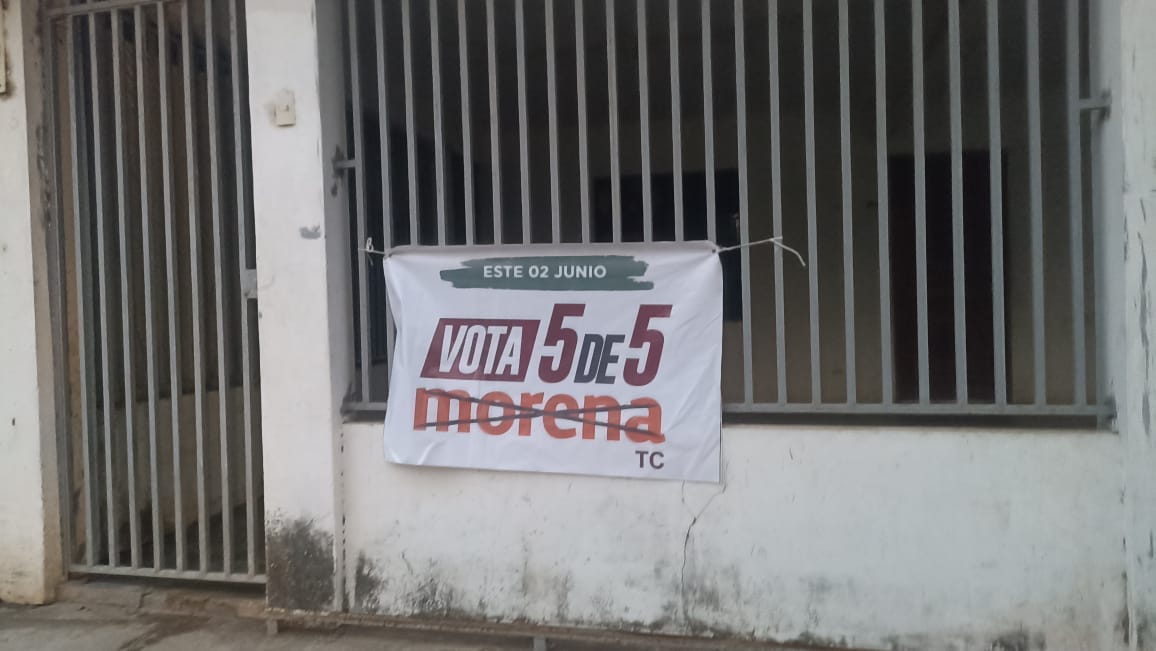 ESTE 02 JUNIO
VOTA 5 DE 5
morena
TC